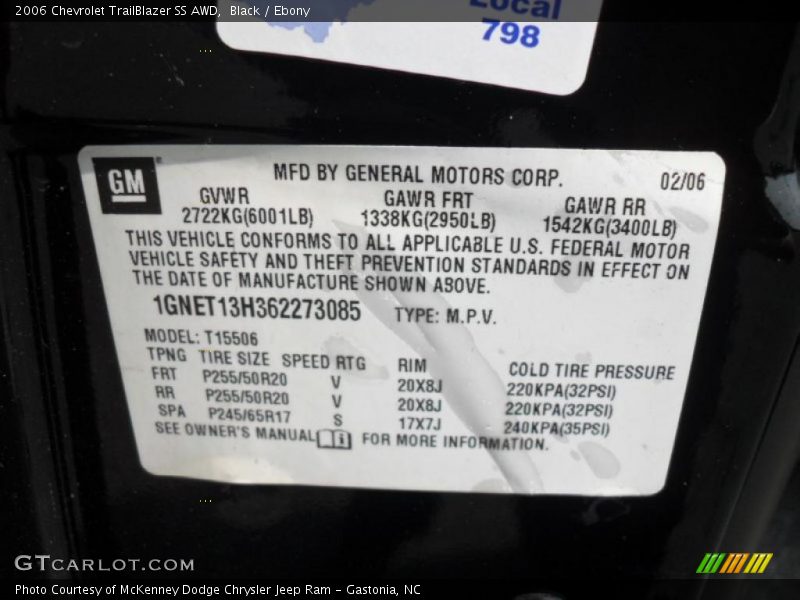 2006 Chevrolet TrailBlazer SS AWD,  Black / Ebony
Local
798
GM
MFD BY GENERAL MOTORS CORP.
02/06
GVWR GAWR FRT GAWR RR
2722KG(6001LB) 1338KG(2950LB) 1542KG(3400LB)
THIS VEHICLE CONFORMS TO ALL APPLICABLE U.S. FEDERAL MOTOR
VEHICLE SAFETY AND THEFT PREVENTION STANDARDS IN EFFECT ON
THE DATE OF MANUFACTURE SHOWN ABOVE.
1GNET13H362273085 TYPE: M.P.V.
MODEL: T15506
TPNG TIRE SIZE SPEED RTG RIM COLD TIRE PRESSURE
FRT P255/50R20 V 20X8J 220KPA(32PSI)
RR P255/50R20 V 20X8J 220KPA(32PSI)
SPA P245/65R17 S 17X7J 240KPA(35PSI)
SEE OWNER'S MANUAL FOR MORE INFORMATION.
GTCARLOT.COM
Photo Courtesy of McKenney Dodge Chrysler Jeep Ram - Gastonia, NC